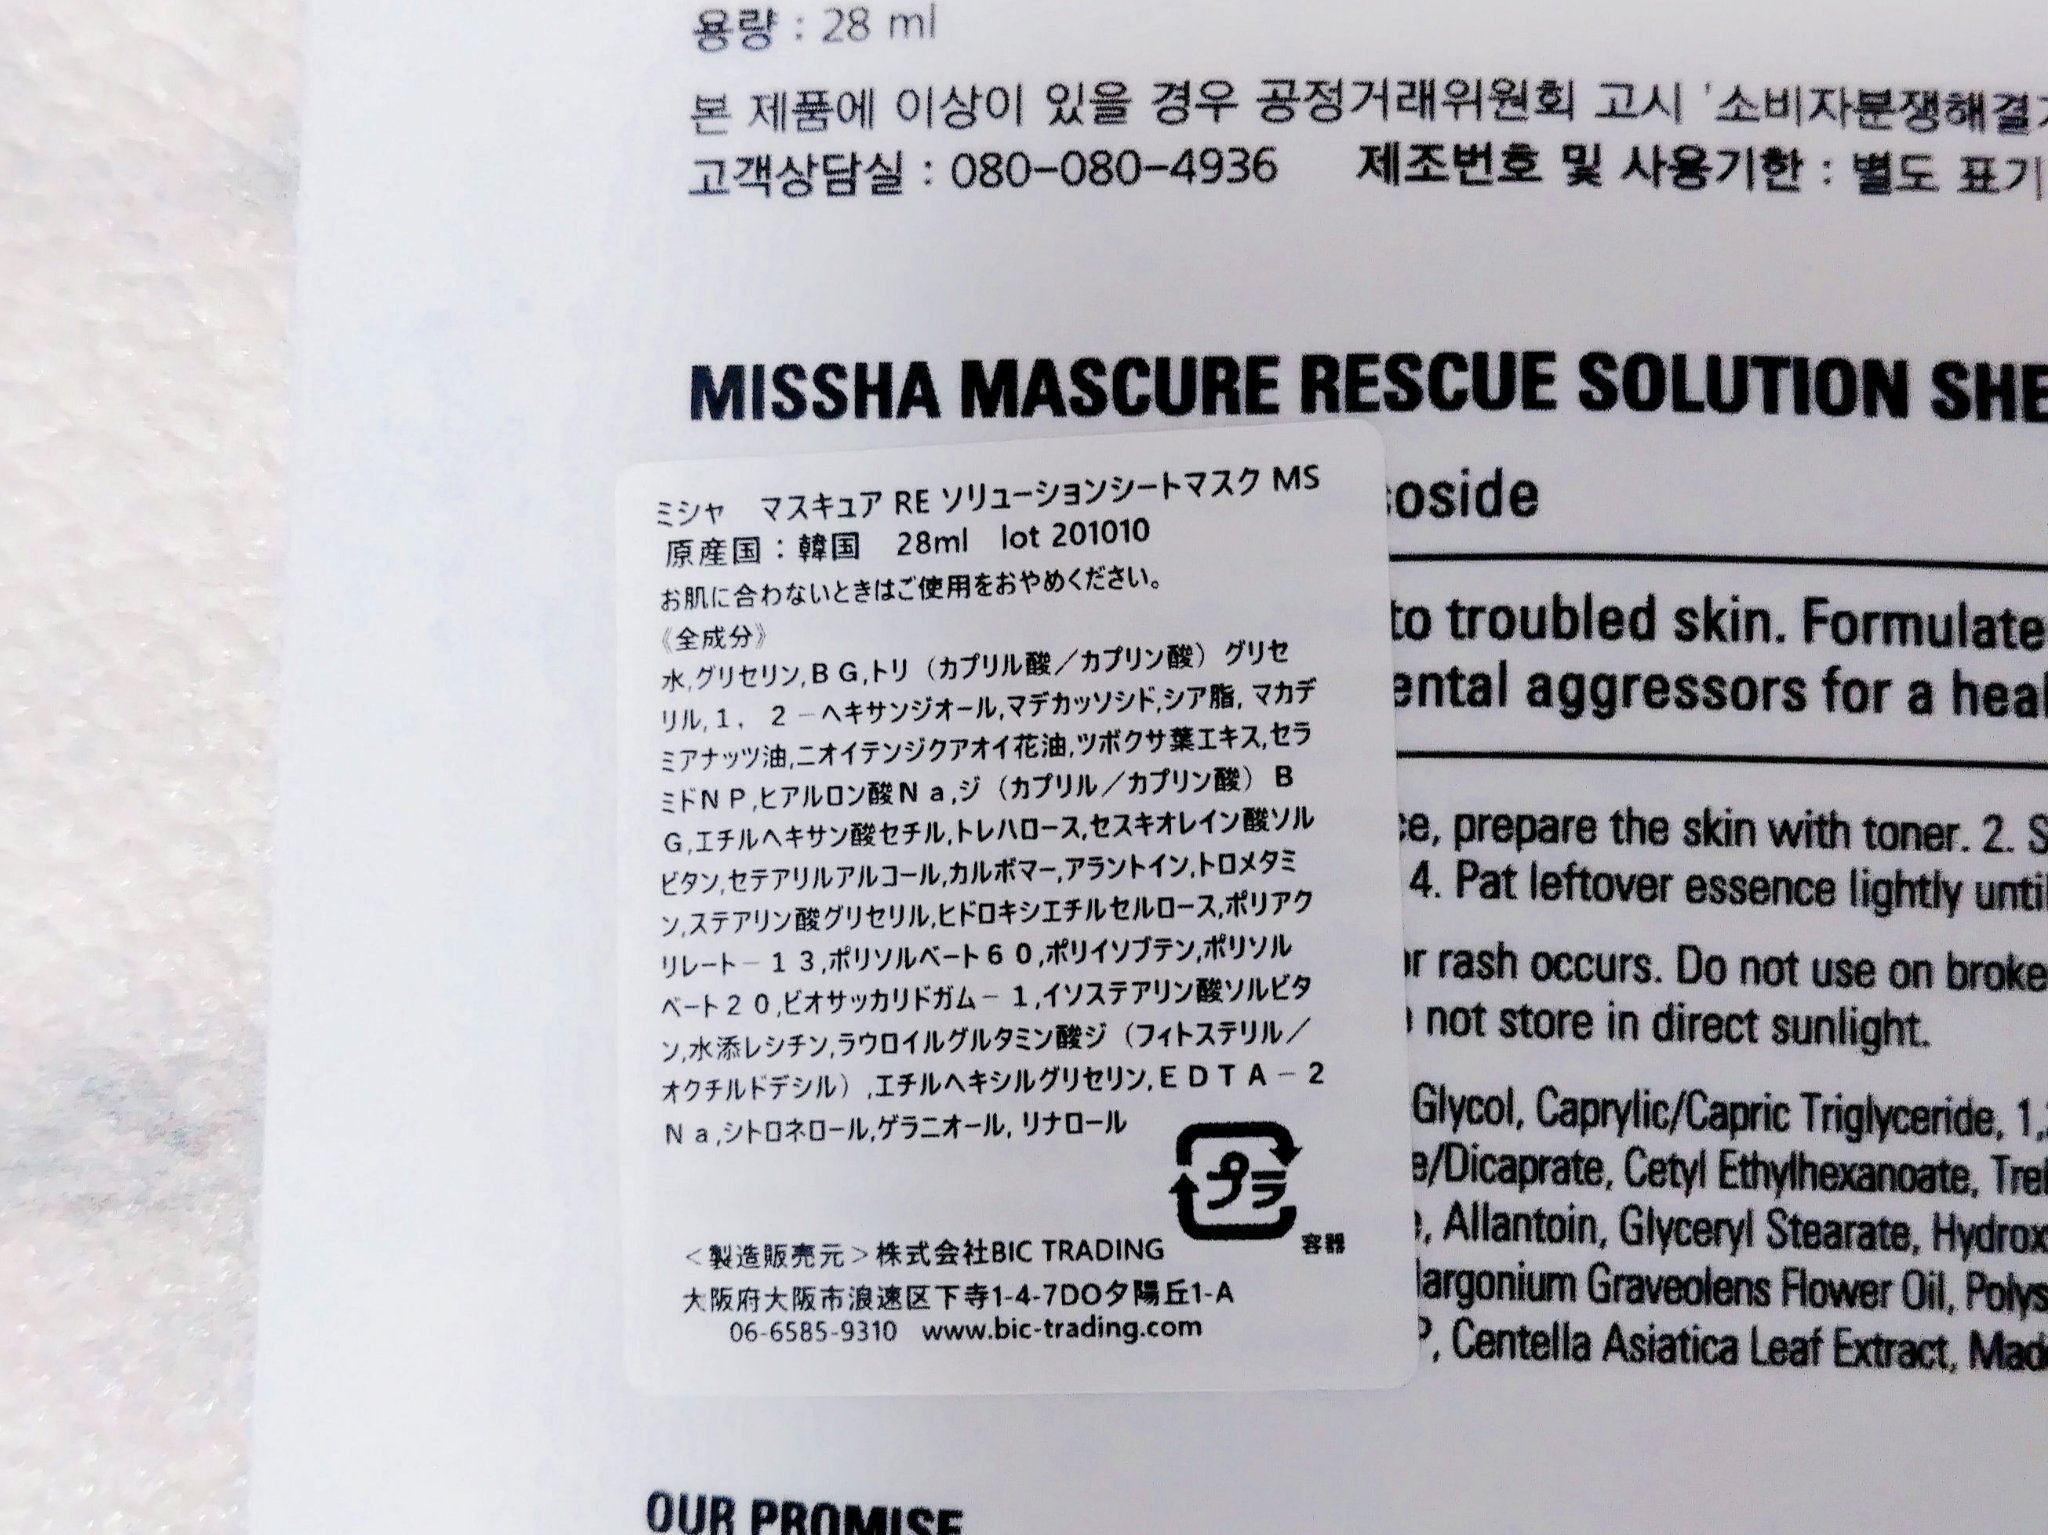 용량 : 28 ml
본 제품에 이상이 있을 경우 공정거래위원회 고시 '소비자분쟁해결
고객상담실 : 080-080-4936 제조번호 및 사용기한 : 별도 표기
MISSHA MASCURE RESCUE SOLUTION SHE
coside
to troubled skin. Formulate
ental aggressors for a heal
ce, prepare the skin with toner. 2. S
4. Pat leftover essence lightly until
or rash occurs. Do not use on broke
not store in direct sunlight.
Glycol, Caprylic/Capric Triglyceride, 1,
e/Dicaprate, Cetyl Ethylhexanoate, Treh
, Allantoin, Glyceryl Stearate, Hydrox
largonium Graveolens Flower Oil, Polys
P, Centella Asiatica Leaf Extract, Made
ミシャ マスキュア RE ソリューションシートマスク MS
原産国：韓国 28ml lot 201010
お肌に合わないときはご使用をおやめください。
《全成分》
水,グリセリン,ＢＧ,トリ（カプリル酸／カプリン酸）グリセ
リル,１，２－ヘキサンジオール,マデカッソシド,シア脂, マカデ
ミアナッツ油,ニオイテンジクアオイ花油,ツボクサ葉エキス,セラ
ミドＮＰ,ヒアルロン酸Ｎａ,ジ（カプリル／カプリン酸）Ｂ
Ｇ,エチルヘキサン酸セチル,トレハロース,セスキオレイン酸ソル
ビタン,セテアリルアルコール,カルボマー,アラントイン,トロメタミ
ン,ステアリン酸グリセリル,ヒドロキシエチルセルロース,ポリアク
リレート－１３,ポリソルベート６０,ポリイソブテン,ポリソル
ベート２０,ビオサッカリドガム－１,イソステアリン酸ソルビタ
ン,水添レシチン,ラウロイルグルタミン酸ジ（フィトステリル／
オクチルドデシル）,エチルヘキシルグリセリン,ＥＤＴＡ－２
Ｎａ,シトロネロール,ゲラニオール, リナロール
プラ
容器
＜製造販売元＞株式会社BIC TRADING
大阪府大阪市浪速区下寺1-4-7DO夕陽丘1-A
06-6585-9310 www.bic-trading.com
OUR PROMISE